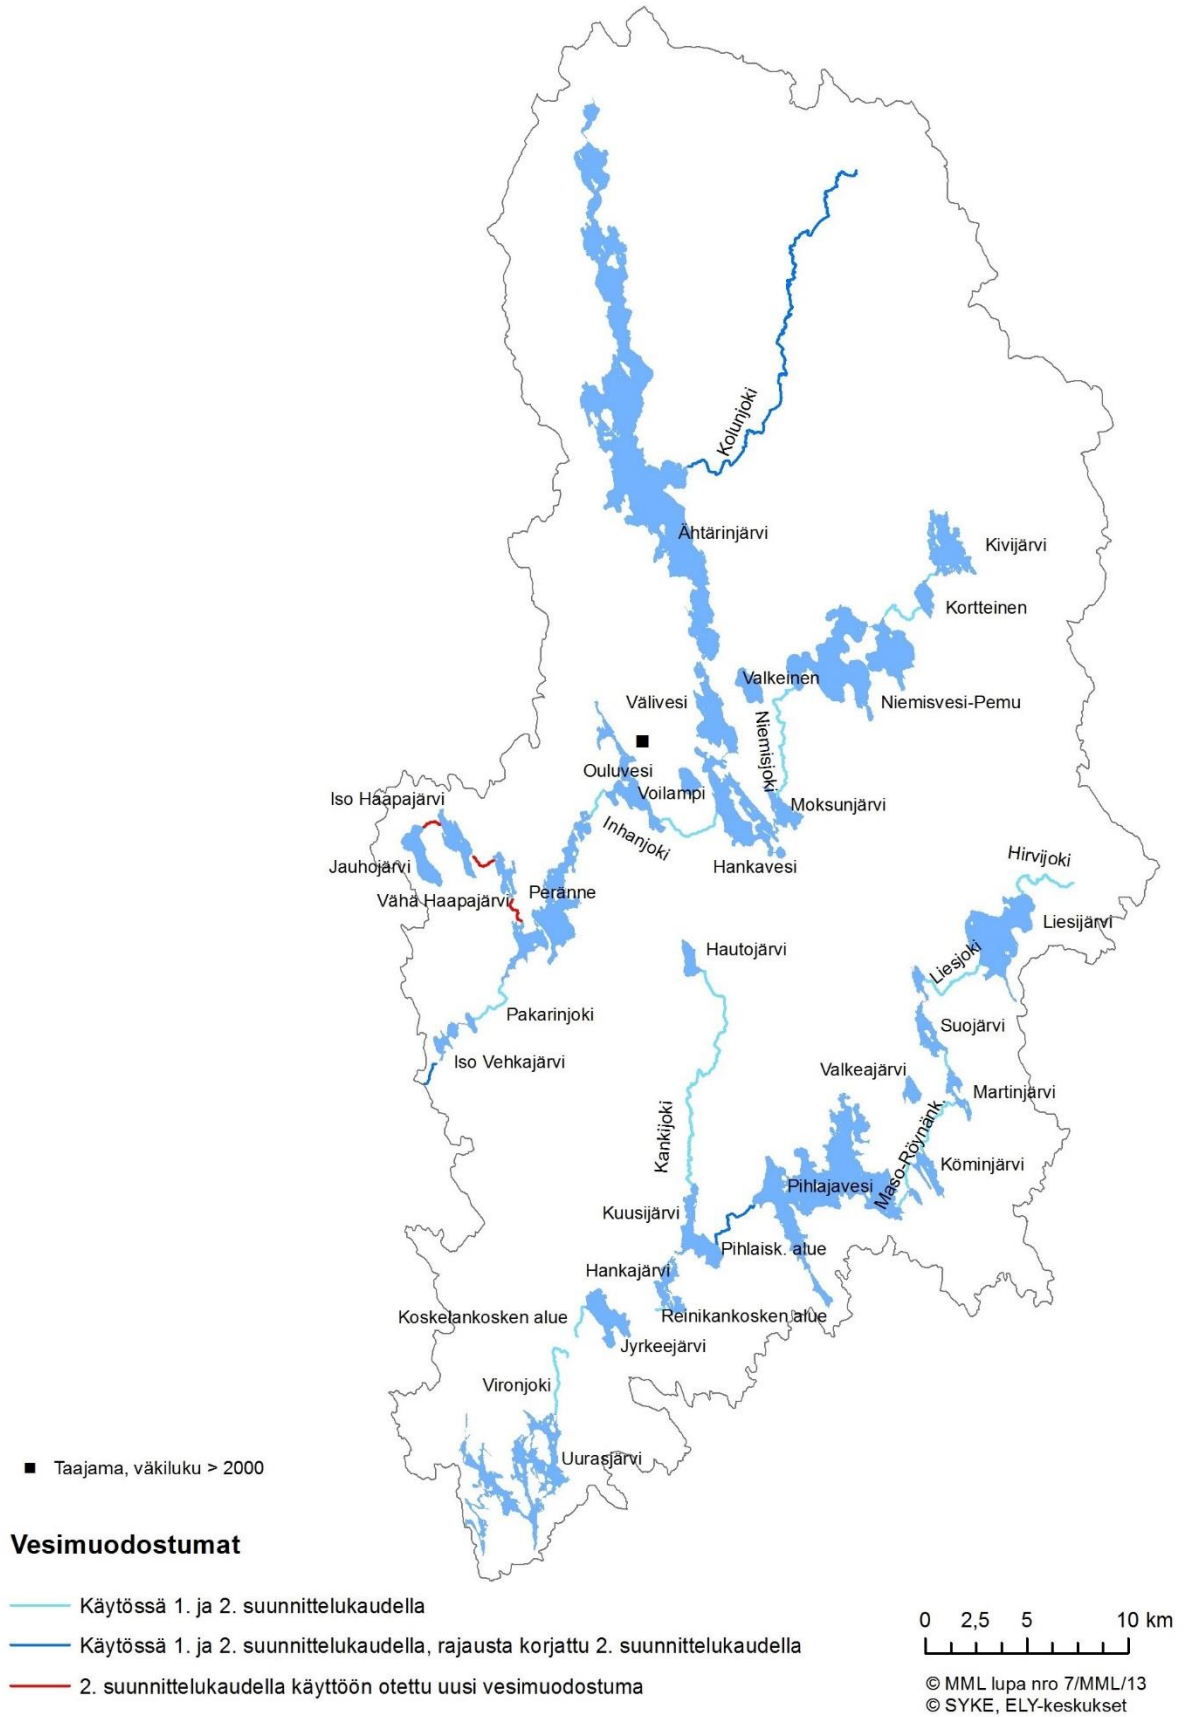 Kolunjoki
Ähtärinjärvi
Kivijärvi
Kortteinen
Valkeinen
Niemisvesi-Pemu
Välivesi
Niemisjoki
Ouluvesi
Voilampi
Iso Haapajärvi
Moksunjärvi
Inhanjoki
Jauhojärvi
Hankavesi
Hirvijoki
Vähä Haapajärvi
Peränne
Liesijärvi
Hautojärvi
Liesjoki
Pakarinjoki
Suojärvi
Iso Vehkajärvi
Valkeajärvi
Martinjärvi
Kankijoki
Maso-Röynänk.
Köminjärvi
Pihlajavesi
Kuusijärvi
Pihlaisk. alue
Hankajärvi
Koskelankosken alue
Reinikankosken alue
Jyrkeejärvi
Vironjoki
Uurasjärvi
Taajama, väkiluku > 2000
Vesimuodostumat
Käytössä 1. ja 2. suunnittelukaudella
Käytössä 1. ja 2. suunnittelukaudella, rajausta korjattu 2. suunnittelukaudella
2. suunnittelukaudella käyttöön otettu uusi vesimuodostuma
0 2,5 5 10 km
© MML lupa nro 7/MML/13
© SYKE, ELY-keskukset